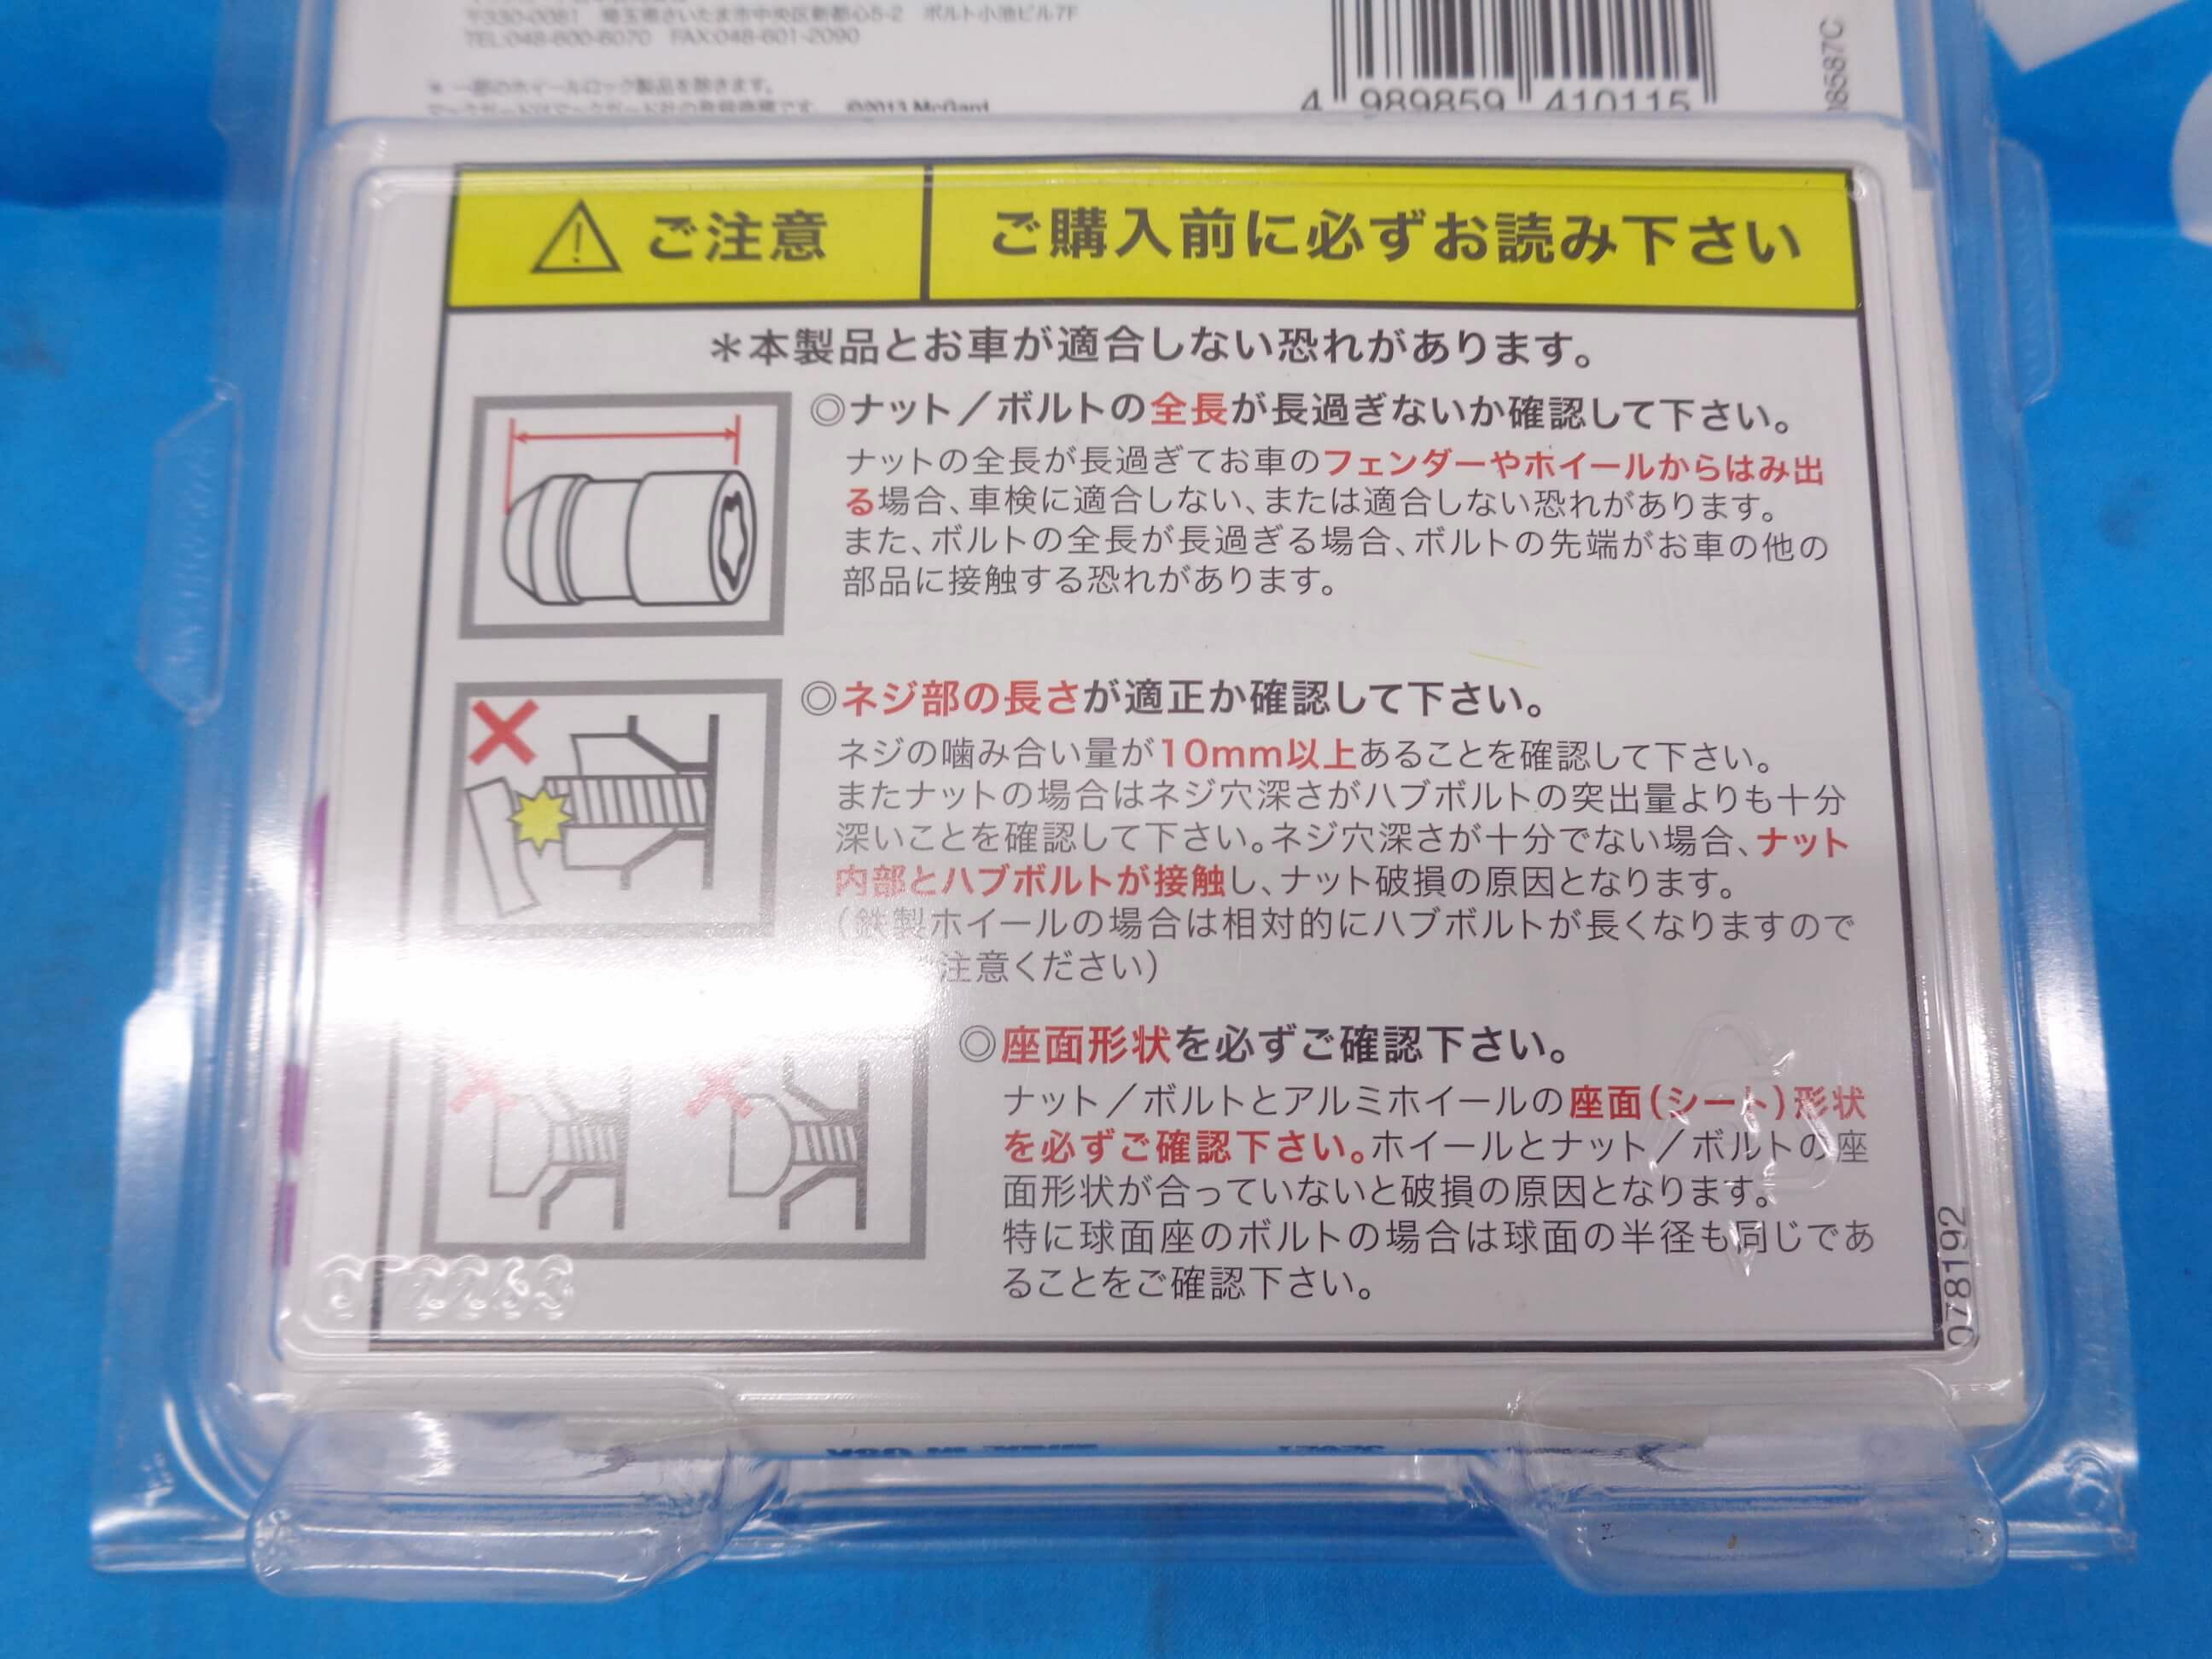 〒330-0081 埼玉県さいたま市中央区新都心5-2 ボルト小池ビル7F
TEL:048-600-6070 FAX:048-601-2090
＊ 一部のホイールロック製品を除きます。
マックガードはマックガード社の登録商標です。 ©2013 McGard
4 989859 410115
ご注意
ご購入前に必ずお読み下さい
＊本製品とお車が適合しない恐れがあります。
◎ナット／ボルトの全長が長過ぎないか確認して下さい。
ナットの全長が長過ぎてお車のフェンダーやホイールからはみ出
る場合、車検に適合しない、または適合しない恐れがあります。
また、ボルトの全長が長過ぎる場合、ボルトの先端がお車の他の
部品に接触する恐れがあります。
◎ネジ部の長さが適正か確認して下さい。
ネジの噛み合い量が10mm以上あることを確認して下さい。
またナットの場合はネジ穴深さがハブボルトの突出量よりも十分
深いことを確認して下さい。ネジ穴深さが十分でない場合、ナット
内部とハブボルトが接触し、ナット破損の原因となります。
（鉄製ホイールの場合は相対的にハブボルトが長くなりますので
注意ください）
◎座面形状を必ずご確認下さい。
ナット／ボルトとアルミホイールの座面(シート)形状
を必ずご確認下さい。ホイールとナット／ボルトの座
面形状が合っていないと破損の原因となります。
特に球面座のボルトの場合は球面の半径も同じであ
ることをご確認下さい。
078192